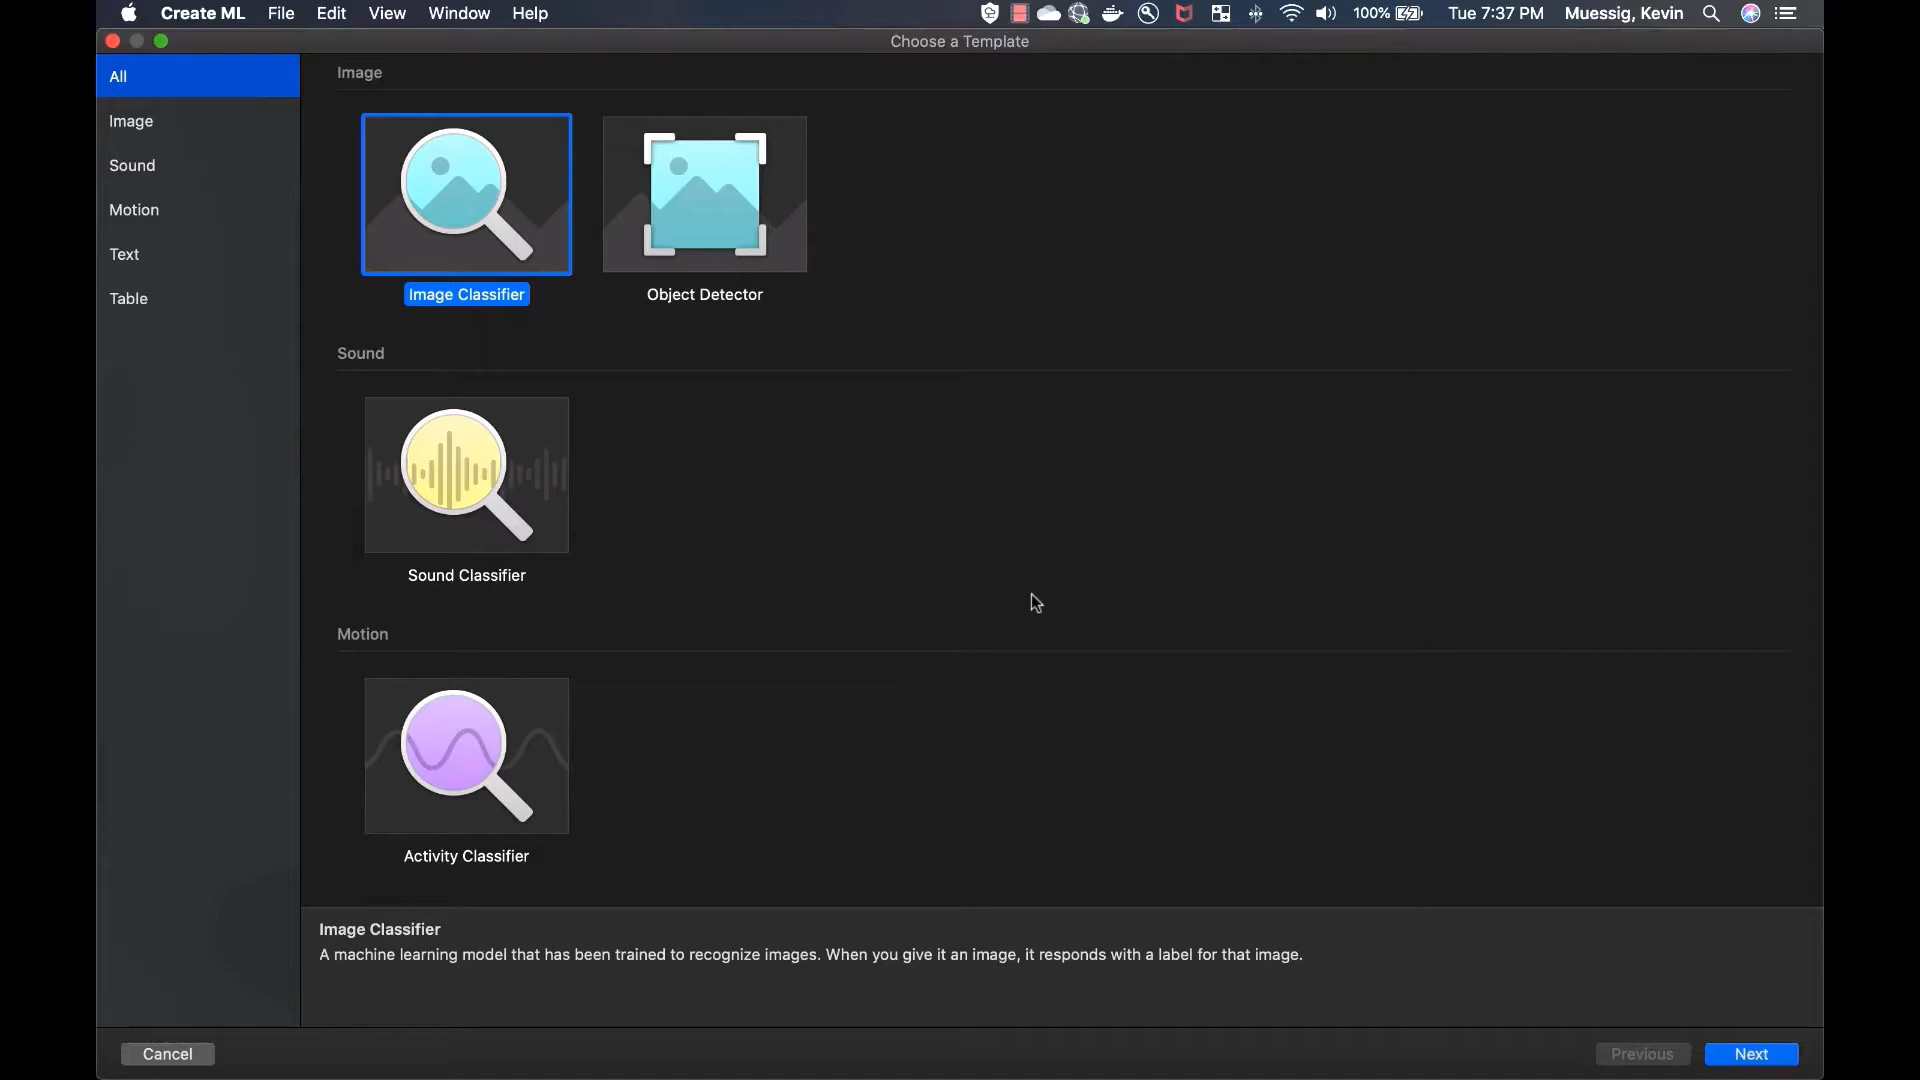 Create ML File Edit View Window Help 100% Tue 7:37 PM Muessig, Kevin
Choose a Template
All
Image
Sound
Motion
Text
Table
Image
Image Classifier
Object Detector
Sound
Sound Classifier
Motion
Activity Classifier
Image Classifier
A machine learning model that has been trained to recognize images. When you give it an image, it responds with a label for that image.
Cancel
Previous
Next